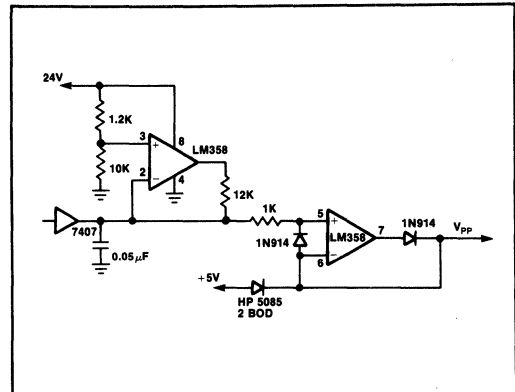 24V
1.2K
3
8
LM358
10K
2
4
12K
7407
0.05µF
1K
5
1N914
LM358
7
1N914
VPP
6
+5V
HP 5085
2 BOD